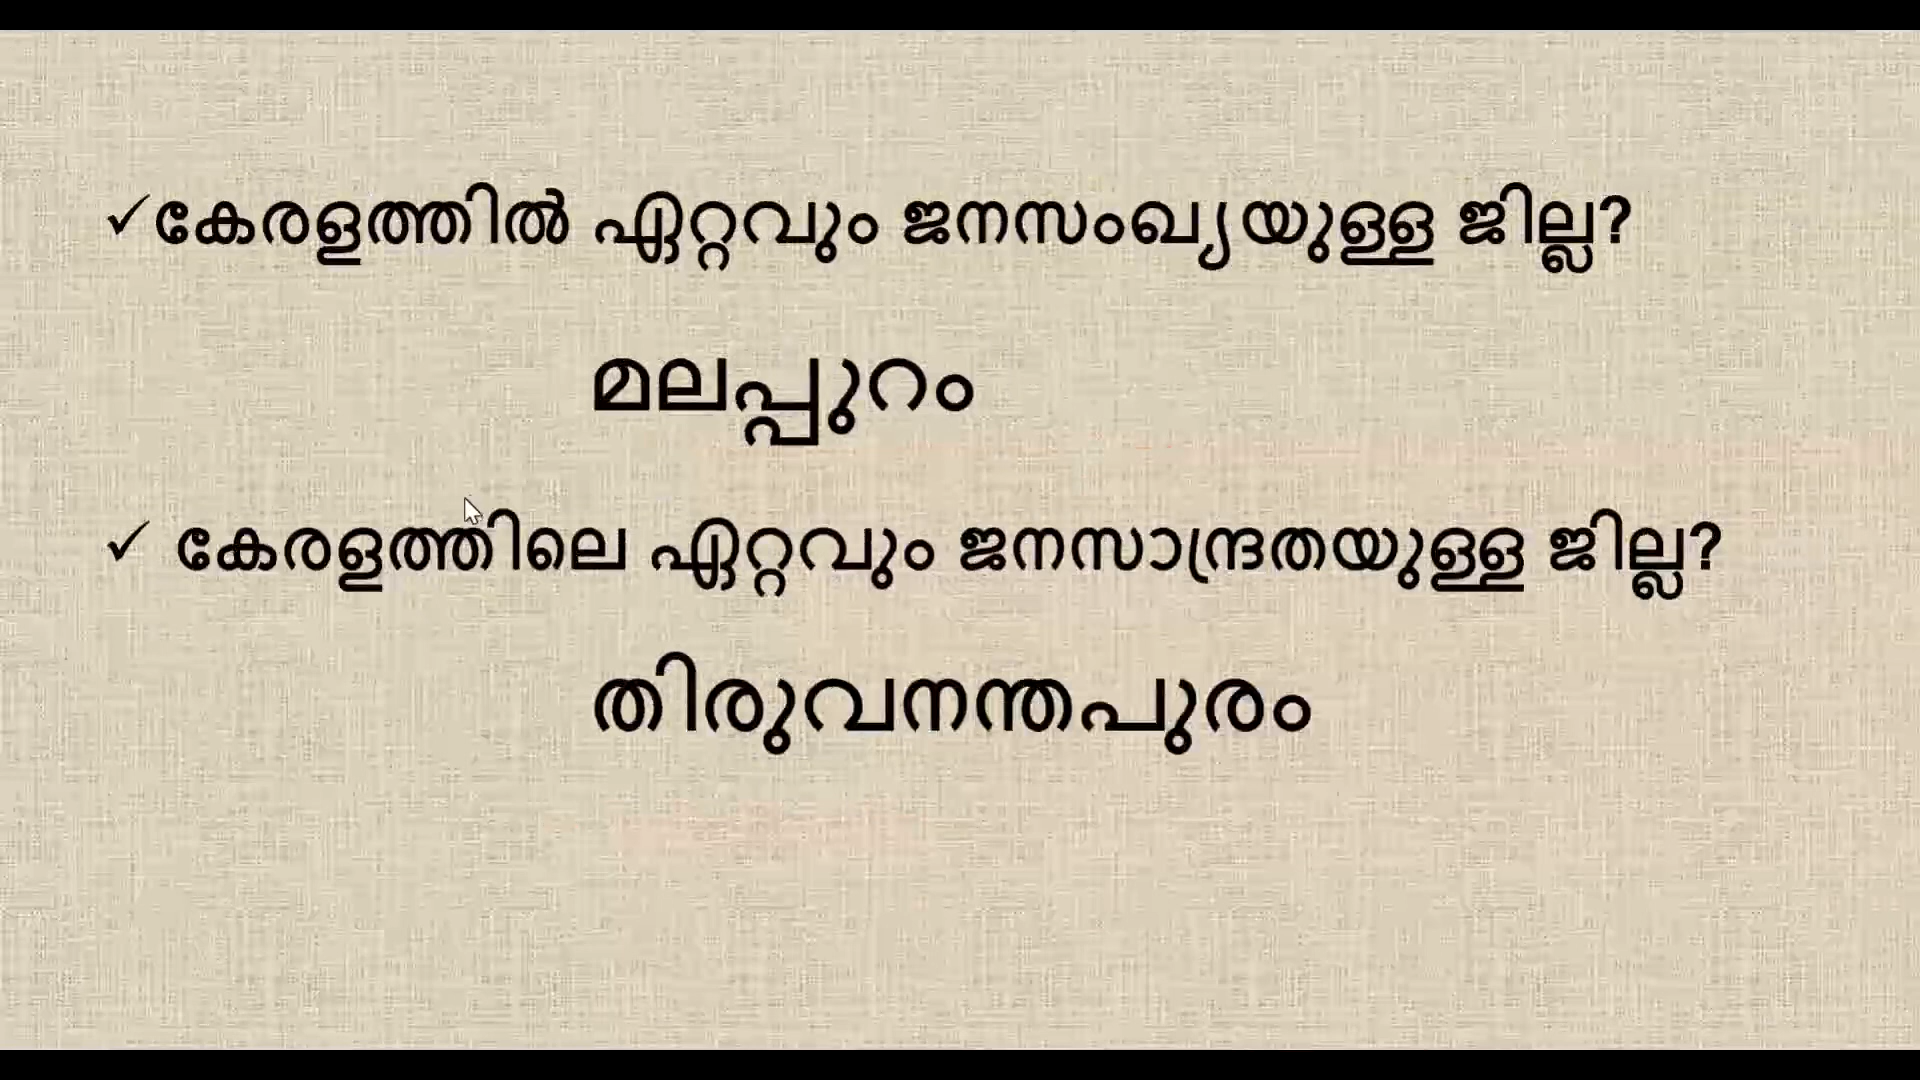 ✓കേരളത്തിൽ ഏറ്റവും ജനസംഖ്യയുള്ള ജില്ല?
മലപ്പുറം
✓ കേരളത്തിലെ ഏറ്റവും ജനസാന്ദ്രതയുള്ള ജില്ല?
തിരുവനന്തപുരം